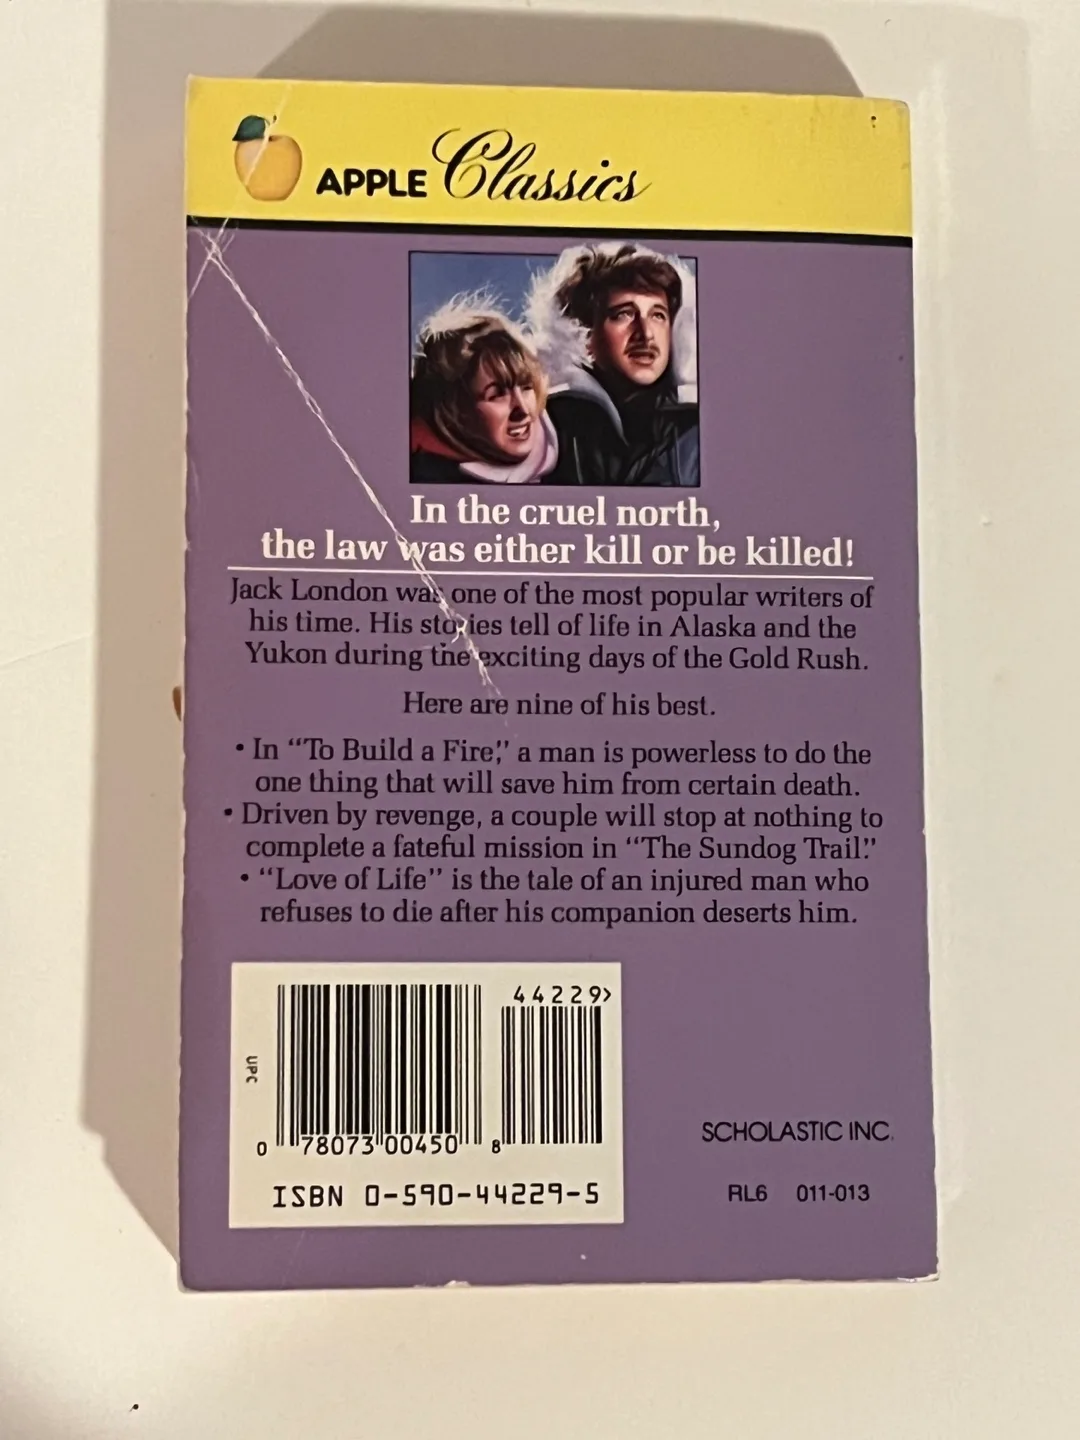 APPLE Classics
In the cruel north,
the law was either kill or be killed!
Jack London was one of the most popular writers of
his time. His stories tell of life in Alaska and the
Yukon during the exciting days of the Gold Rush.
Here are nine of his best.
• In “To Build a Fire,” a man is powerless to do the
one thing that will save him from certain death.
• Driven by revenge, a couple will stop at nothing to
complete a fateful mission in “The Sundog Trail.”
• “Love of Life” is the tale of an injured man who
refuses to die after his companion deserts him.
44229>
UPC
0 78073 00450 8
ISBN 0-590-44229-5
SCHOLASTIC INC.
RL6 011-013